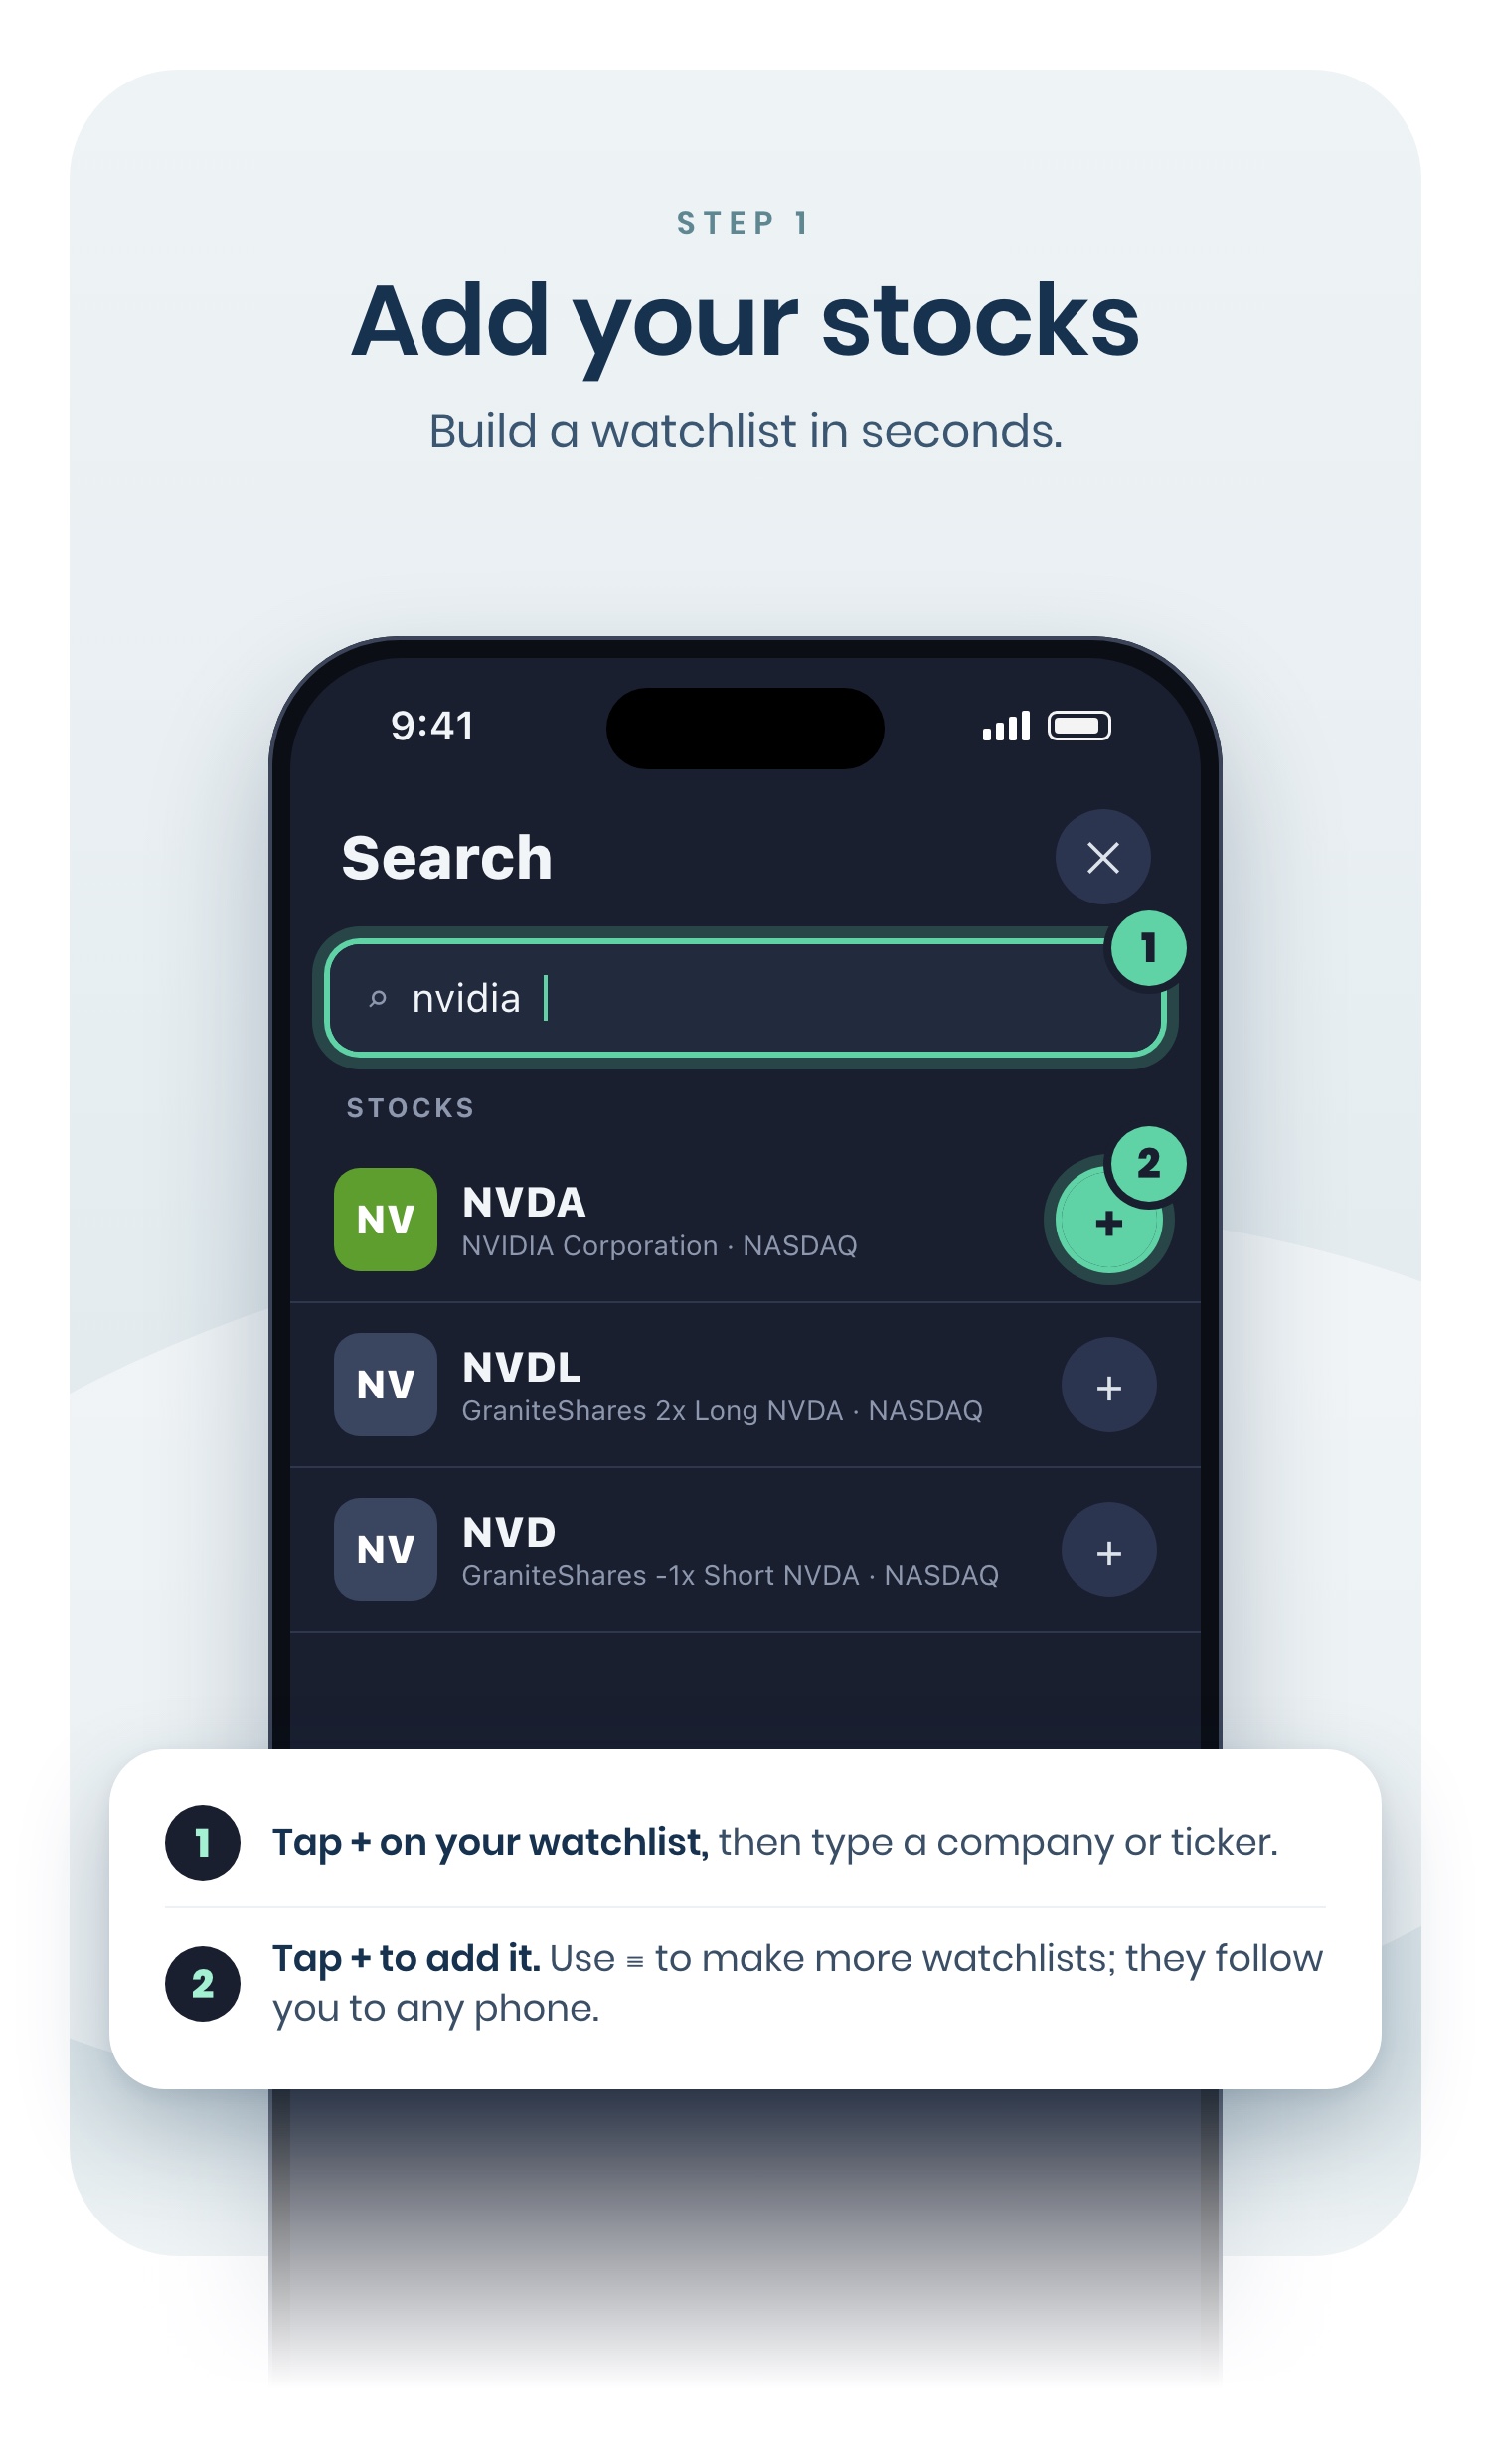 STEP 1
Add your stocks
Build a watchlist in seconds.
9:41
Search
1
nvidia
STOCKS
2
NV
NVDA
NVIDIA Corporation · NASDAQ
+
NV
NVDL
GraniteShares 2x Long NVDA · NASDAQ
+
NV
NVD
GraniteShares -1x Short NVDA · NASDAQ
+
1
Tap + on your watchlist, then type a company or ticker.
2
Tap + to add it. Use ≡ to make more watchlists; they follow
you to any phone.